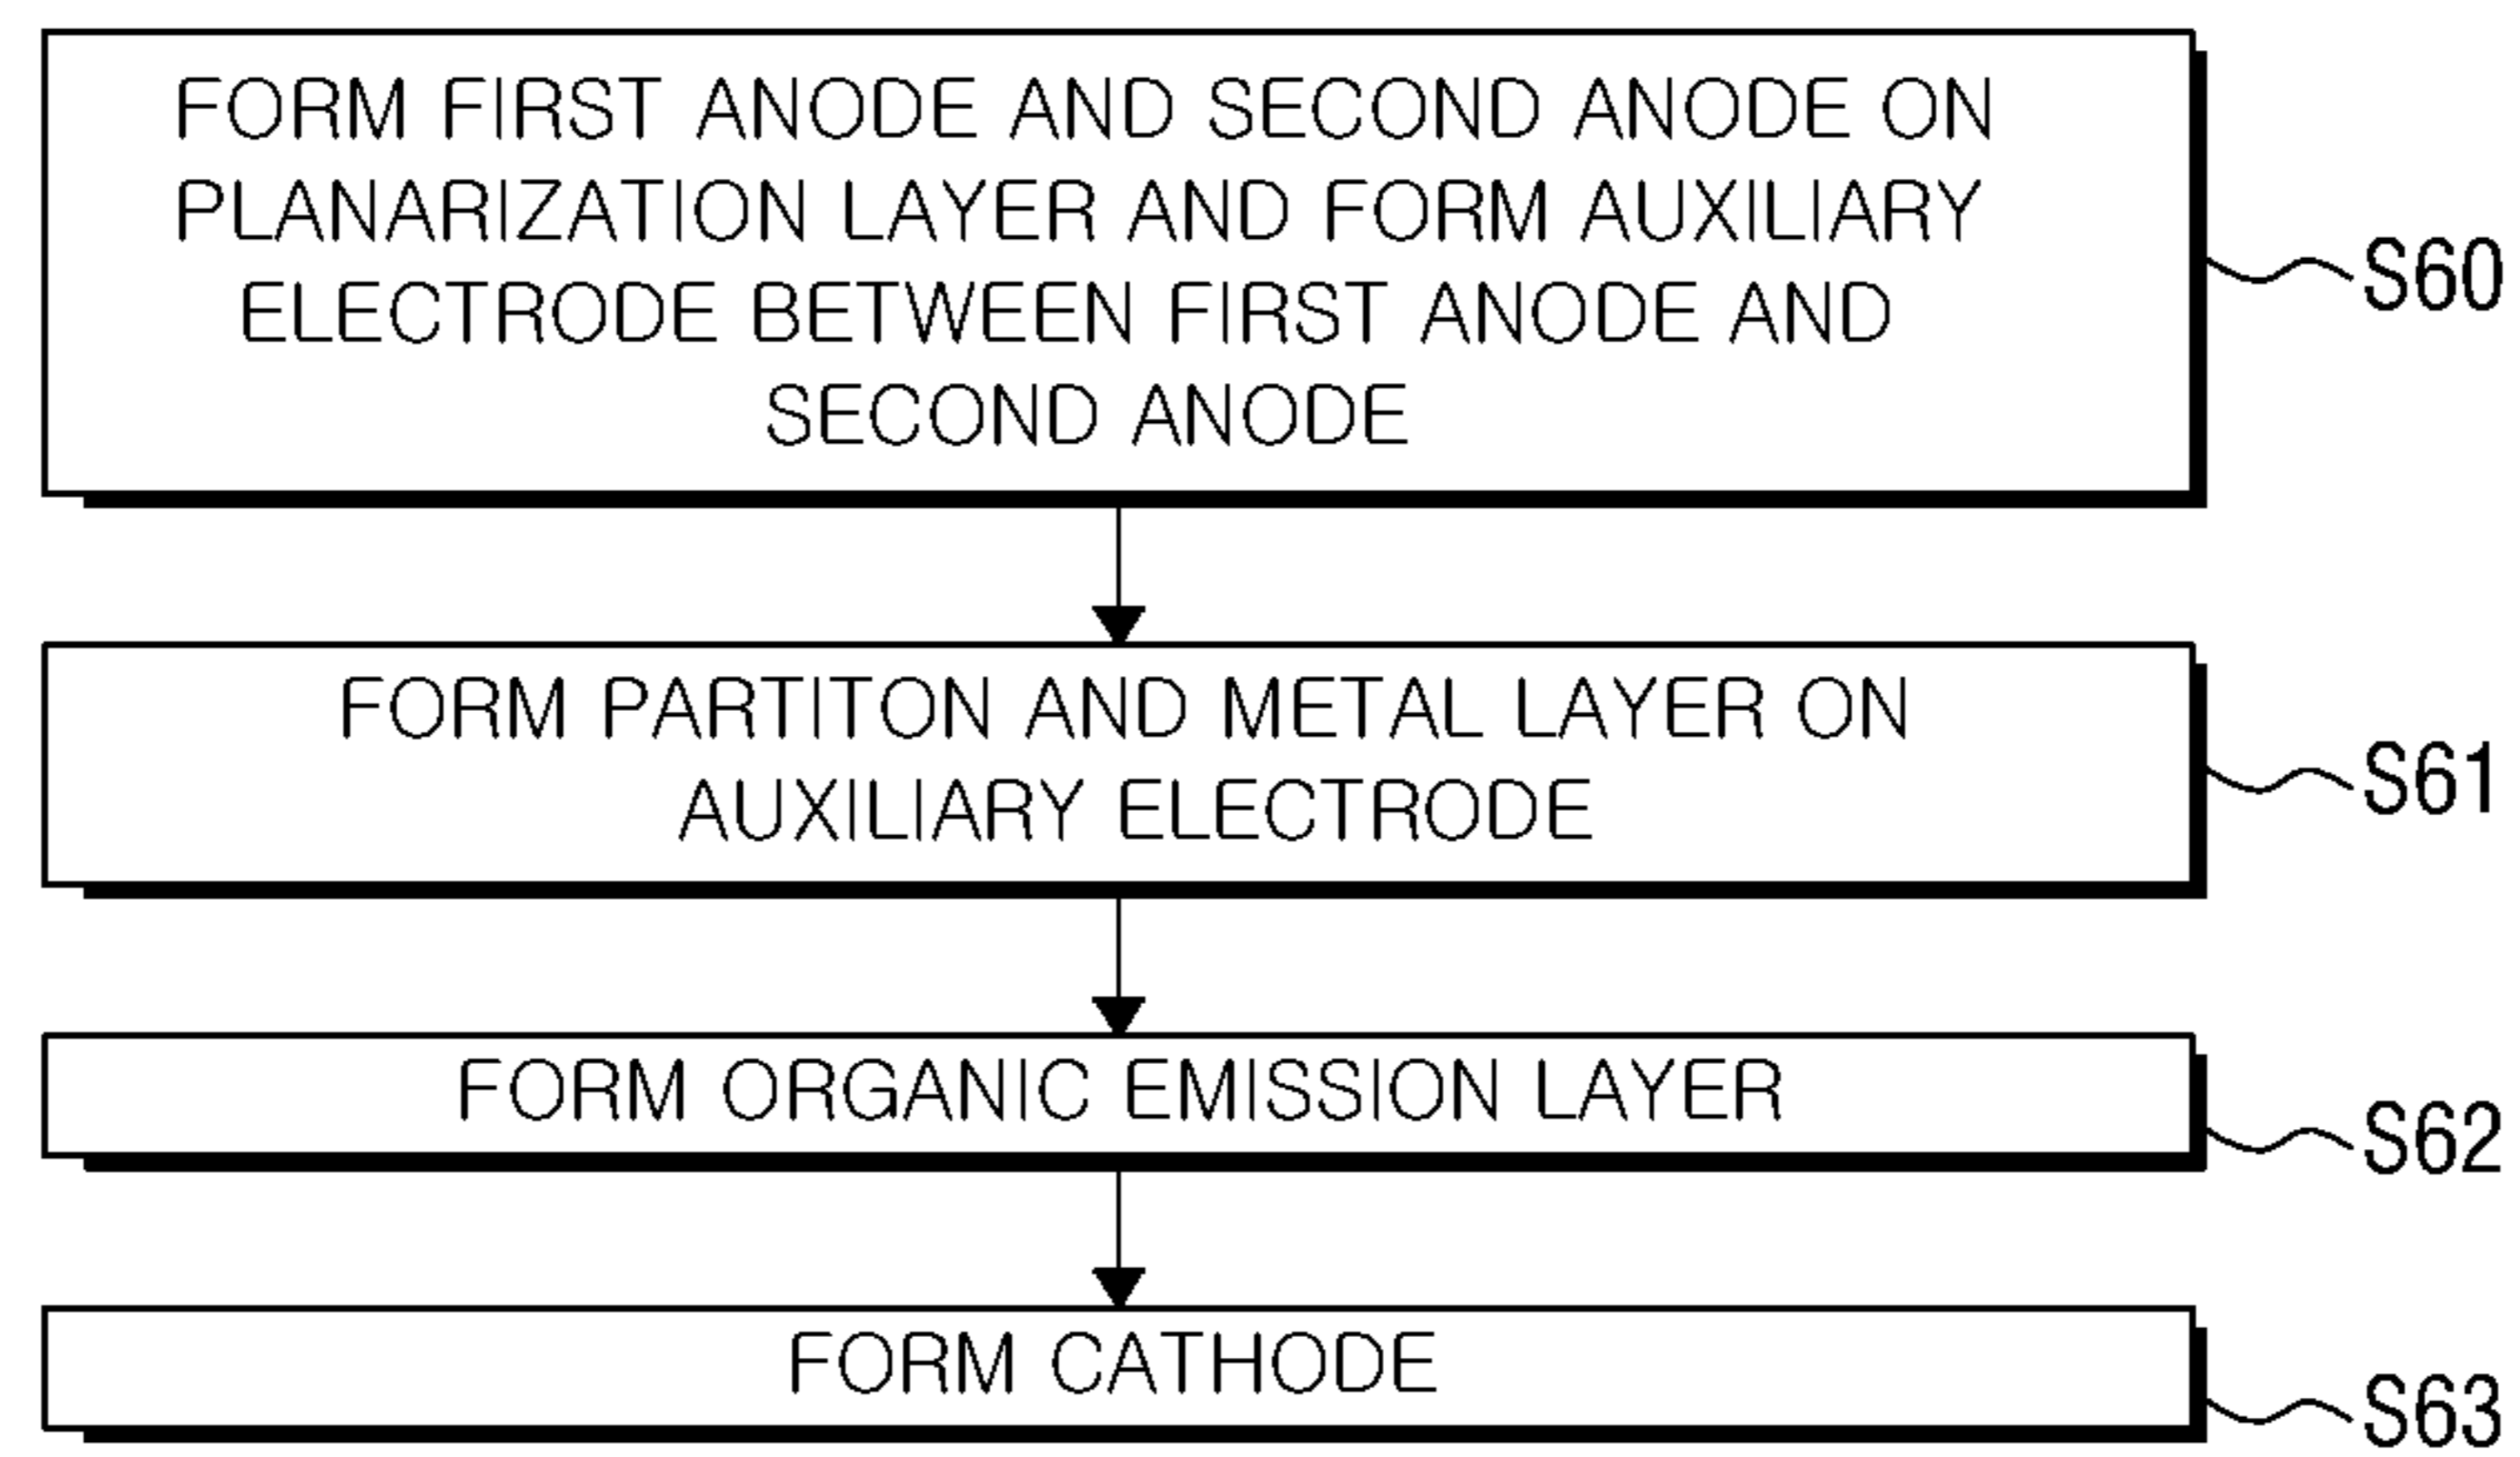 FORM FIRST ANODE AND SECOND ANODE ON
PLANARIZATION LAYER AND FORM AUXILIARY
ELECTRODE BETWEEN FIRST ANODE AND
SECOND ANODE
S60
FORM PARTITON AND METAL LAYER ON
AUXILIARY ELECTRODE
S61
FORM ORGANIC EMISSION LAYER
S62
FORM CATHODE
S63